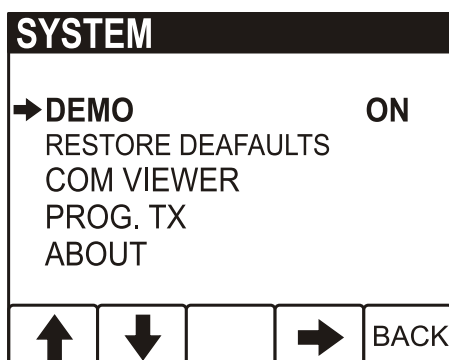 SYSTEM
DEMO ON
RESTORE DEAFAULTS
COM VIEWER
PROG. TX
ABOUT
BACK